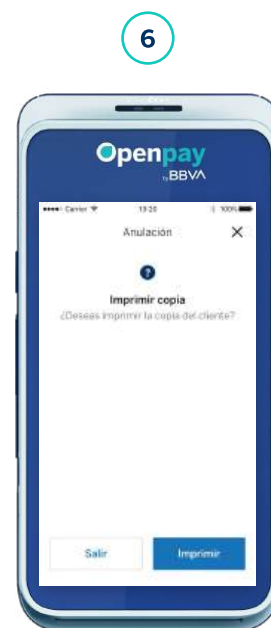 6
Openpay
by BBVA
Carrier 13:20 100%
Anulación
Imprimir copia
¿Deseas imprimir la copia del cliente?
Salir Imprimir